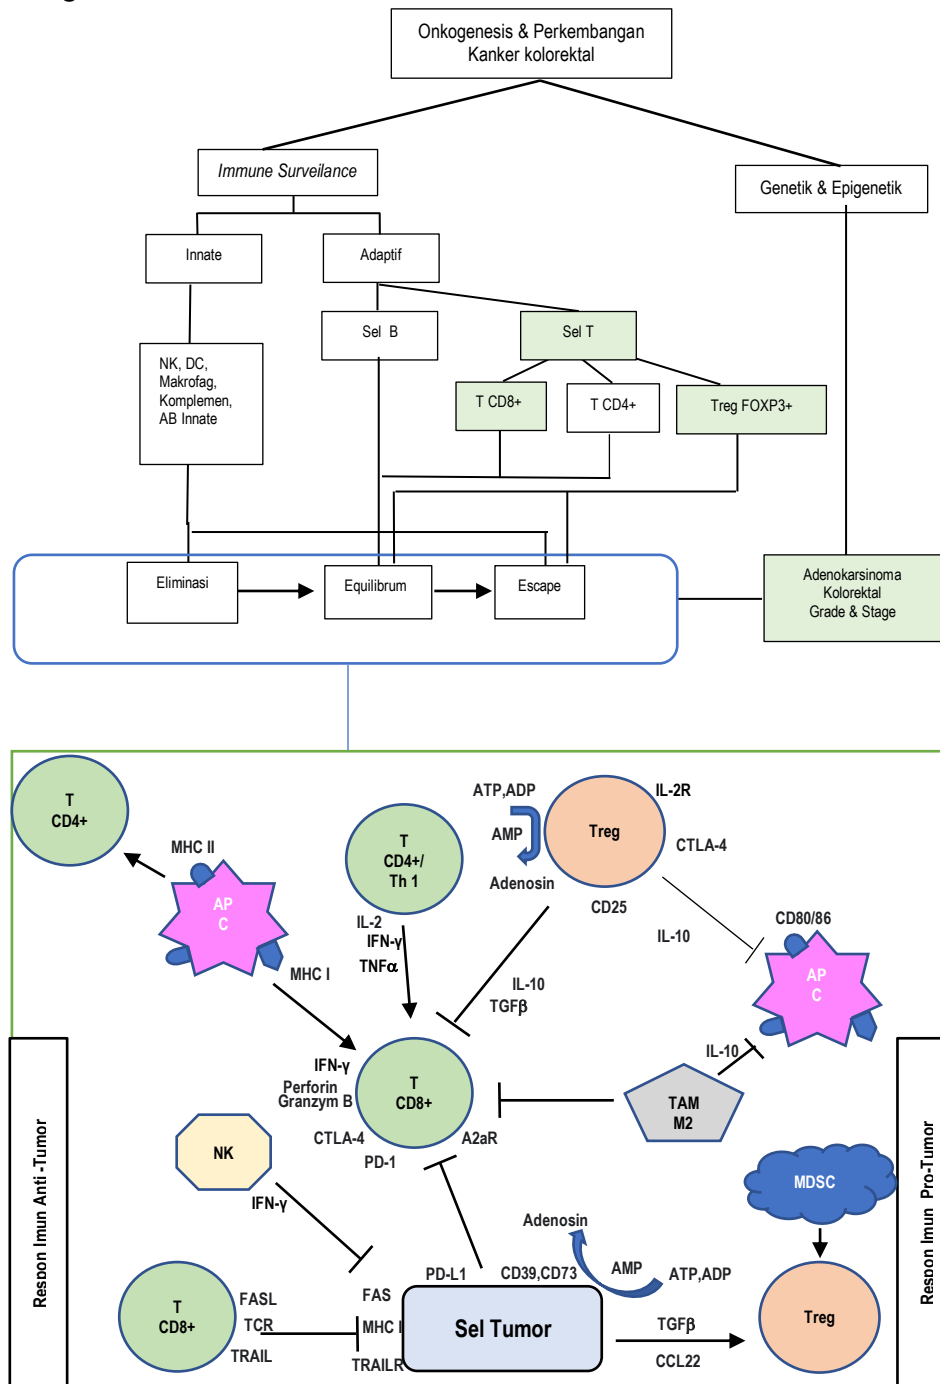 Onkogenesis & Perkembangan
Kanker kolorektal
Immune Surveilance
Genetik & Epigenetik
Innate
Adaptif
Sel B
Sel T
NK, DC,
Makrofag,
Komplemen,
AB Innate
T CD8+
T CD4+
Treg FOXP3+
Eliminasi
Equilibrum
Escape
Adenokarsinoma
Kolorektal
Grade & Stage
T
CD4+
MHC II
AP
C
MHC I
T
CD4+/
Th 1
IL-2
IFN-γ
TNFα
ATP,ADP
AMP
Adenosin
Treg
IL-2R
CTLA-4
CD25
IL-10
TGFβ
IL-10
CD80/86
AP
C
IL-10
IFN-γ
Perforin
Granzym B
T
CD8+
CTLA-4
PD-1
A2aR
TAM
M2
NK
IFN-γ
MDSC
Respon Imun Anti -Tumor
Respon Imun Pro-Tumor
T
CD8+
FASL
TCR
TRAIL
FAS
MHC I
TRAILR
PD-L1
CD39,CD73
Adenosin
AMP
ATP,ADP
Sel Tumor
TGFβ
CCL22
Treg